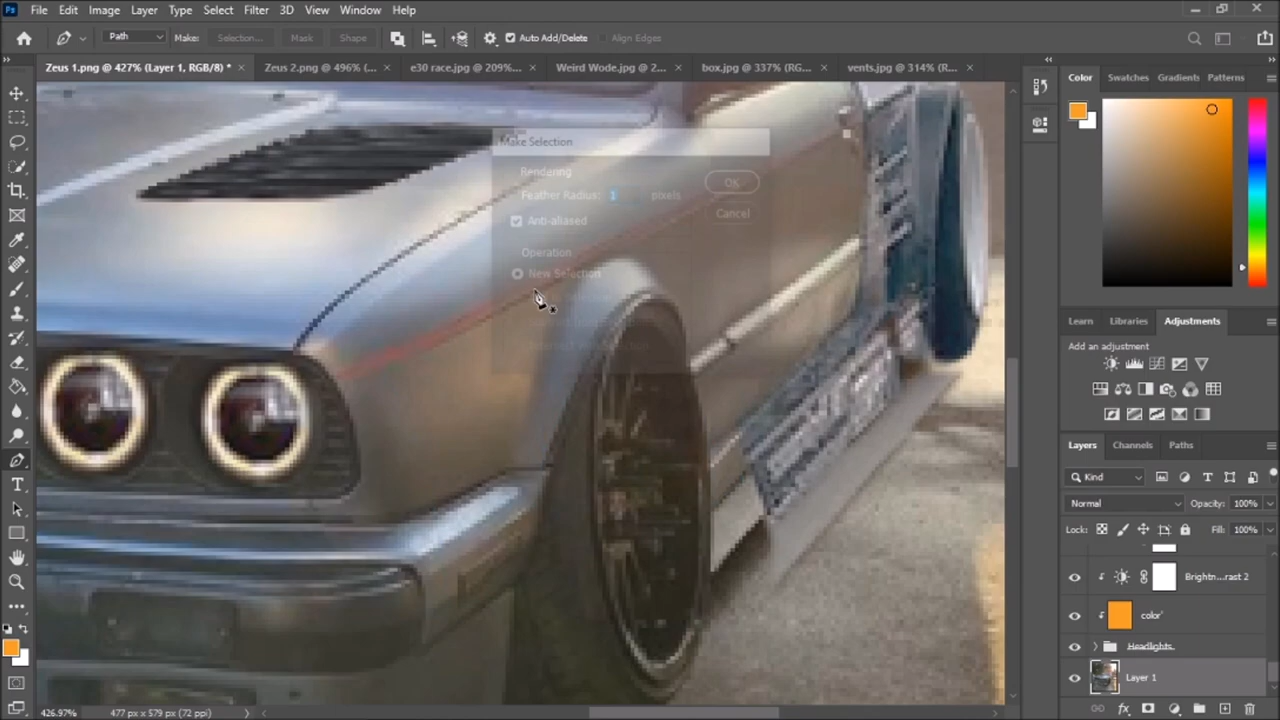 Ps File Edit Image Layer Type Select Filter 3D View Window Help
Path Make: Selection... Mask Shape Auto Add/Delete Align Edges
Zeus 1.png @ 427% (Layer 1, RGB/8) * × Zeus 2.png @ 496% (... × e30 race.jpg @ 209%... × Weird Wode.jpg @ 2... × box.jpg @ 337% (RG... × vents.jpg @ 314% (R... ×
Color Swatches Gradients Patterns
Make Selection
Rendering
Feather Radius: 1 pixels
OK
Anti-aliased
Cancel
Operation
New Selection
Learn Libraries Adjustments
Add an adjustment
Layers Channels Paths
Kind
Normal Opacity: 100%
Lock: Fill: 100%
Brightn...rast 2
color'
Headlights.
Layer 1
426.97% 477 px x 579 px (72 ppi)